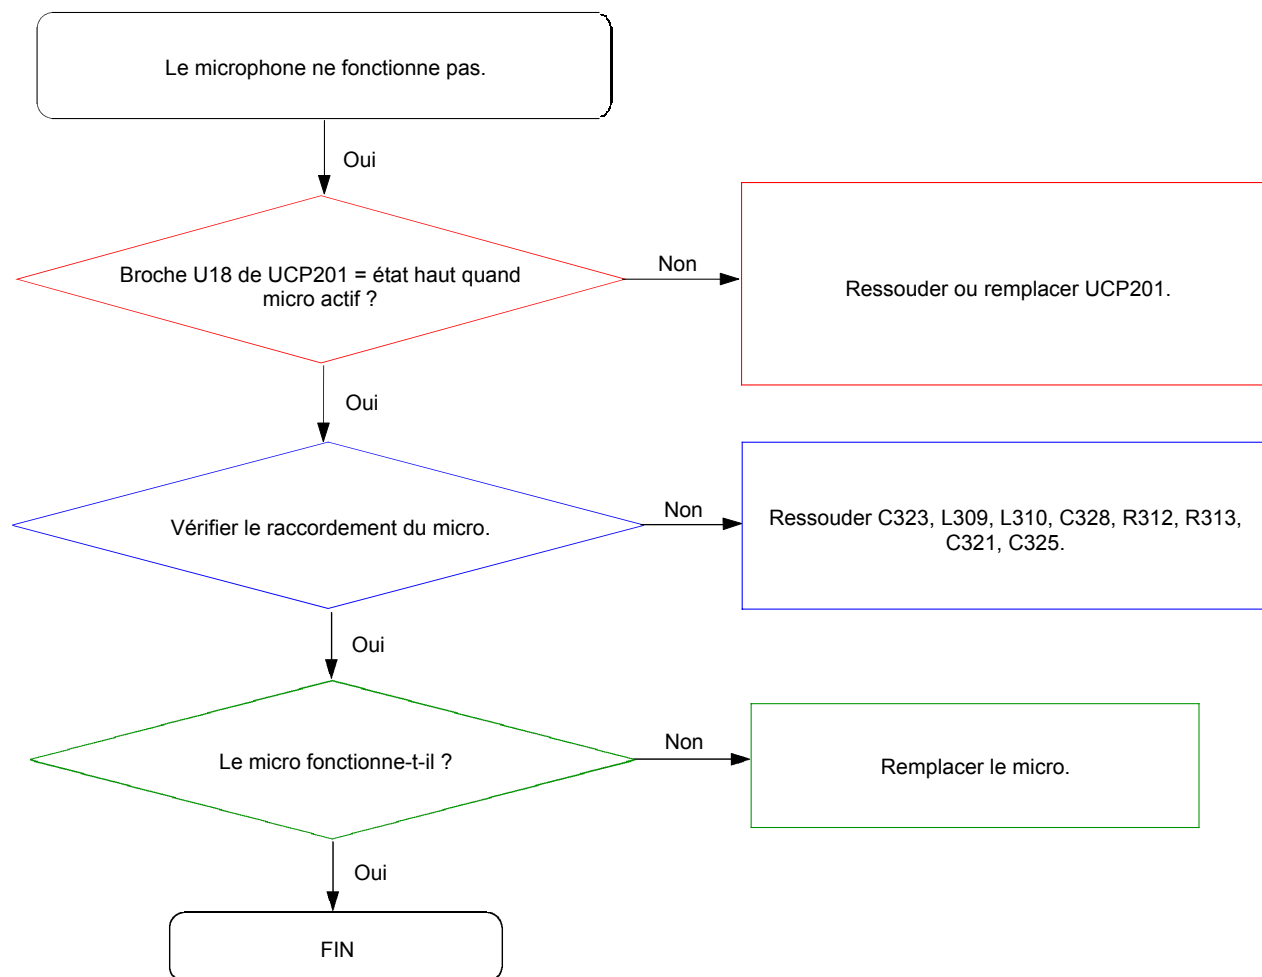 Le microphone ne fonctionne pas.
Oui
Broche U18 de UCP201 = état haut quand
micro actif ?
Non
Ressouder ou remplacer UCP201.
Oui
Vérifier le raccordement du micro.
Non
Ressouder C323, L309, L310, C328, R312, R313,
C321, C325.
Oui
Le micro fonctionne-t-il ?
Non
Remplacer le micro.
Oui
FIN